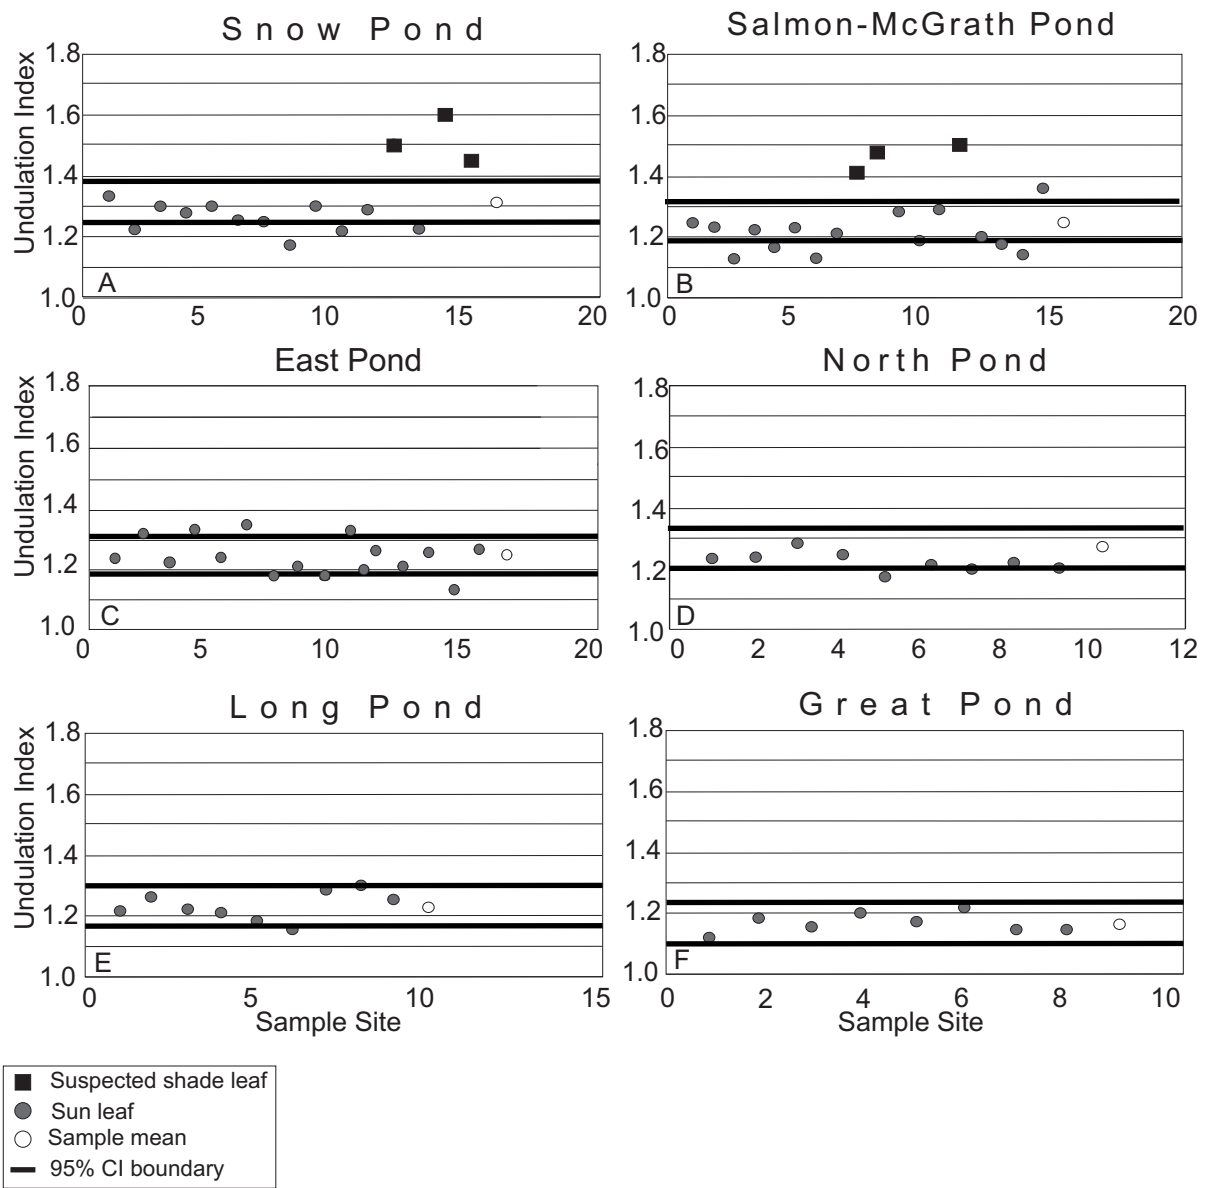 Snow Pond
Undulation Index
1.8
1.6
1.4
1.2
1.0
A
0 5 10 15 20
Salmon-McGrath Pond
1.8
1.6
1.4
1.2
1.0
B
0 5 10 15 20
East Pond
Undulation Index
1.8
1.6
1.4
1.2
1.0
C
0 5 10 15 20
North Pond
1.8
1.6
1.4
1.2
1.0
D
0 2 4 6 8 10 12
Long Pond
Undulation Index
1.8
1.6
1.4
1.2
1.0
E
0 5 10 15
Sample Site
Great Pond
1.8
1.6
1.4
1.2
1.0
F
0 2 4 6 8 10
Sample Site
Suspected shade leaf
Sun leaf
Sample mean
95% CI boundary